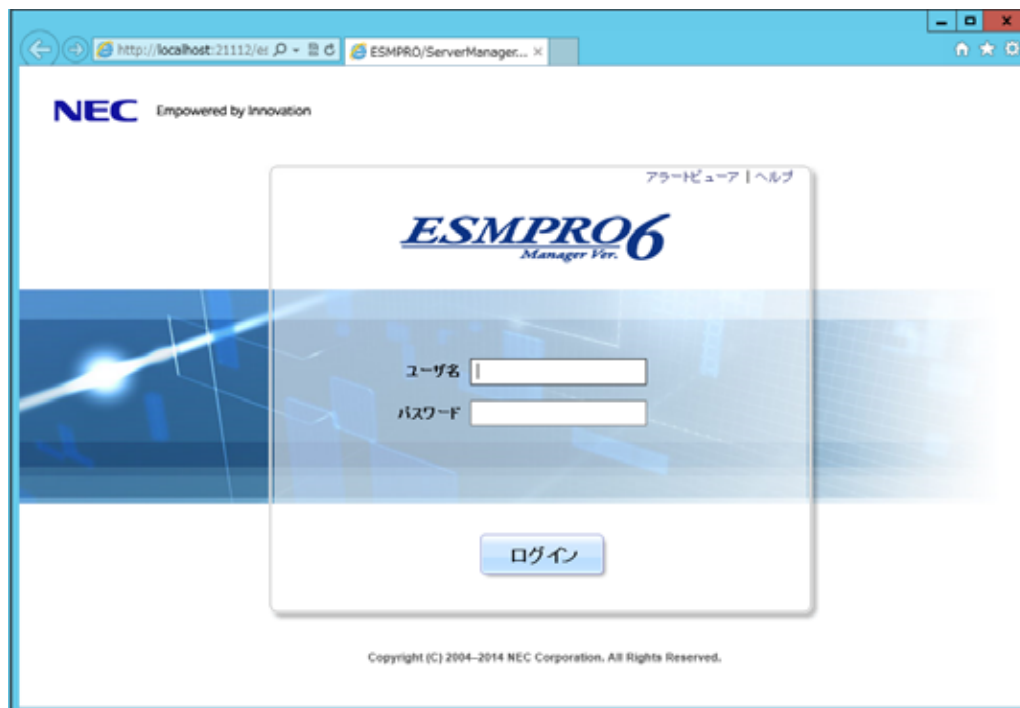 http://localhost:21112/es
ESMPRO/ServerManager...
NEC Empowered by Innovation
アラートビューア | ヘルプ
ESMPRO6
Manager Ver.
ユーザ名
パスワード
ログイン
Copyright (C) 2004-2014 NEC Corporation. All Rights Reserved.